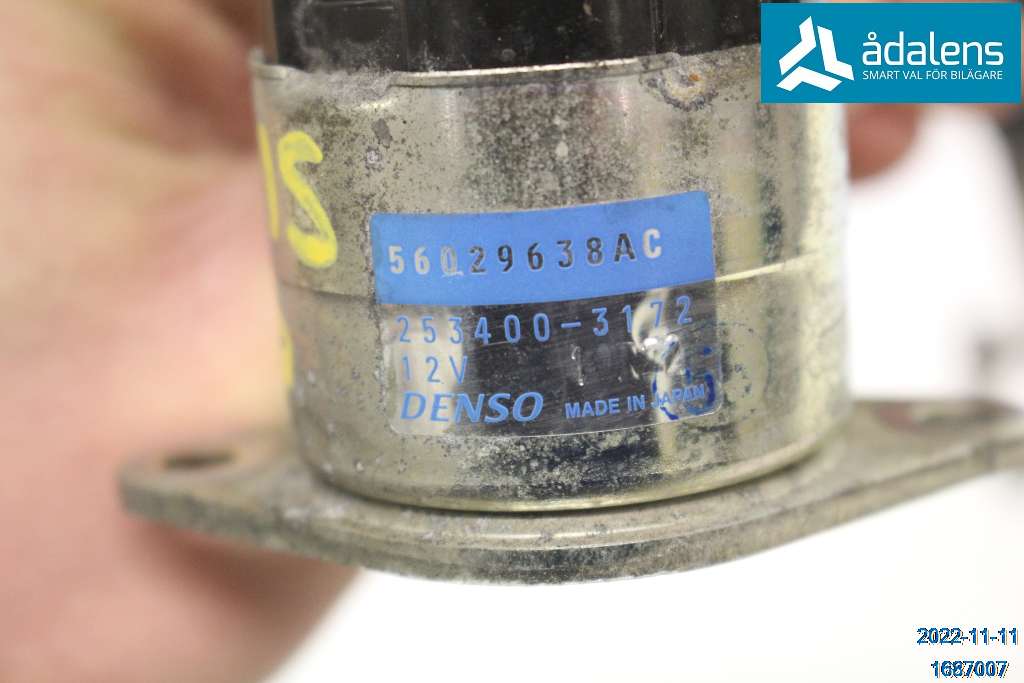 ådalens
SMART VAL FÖR BILÄGARE
56029638AC
253400-3172
12V
DENSO MADE IN JAPAN
2022-11-11
1687007